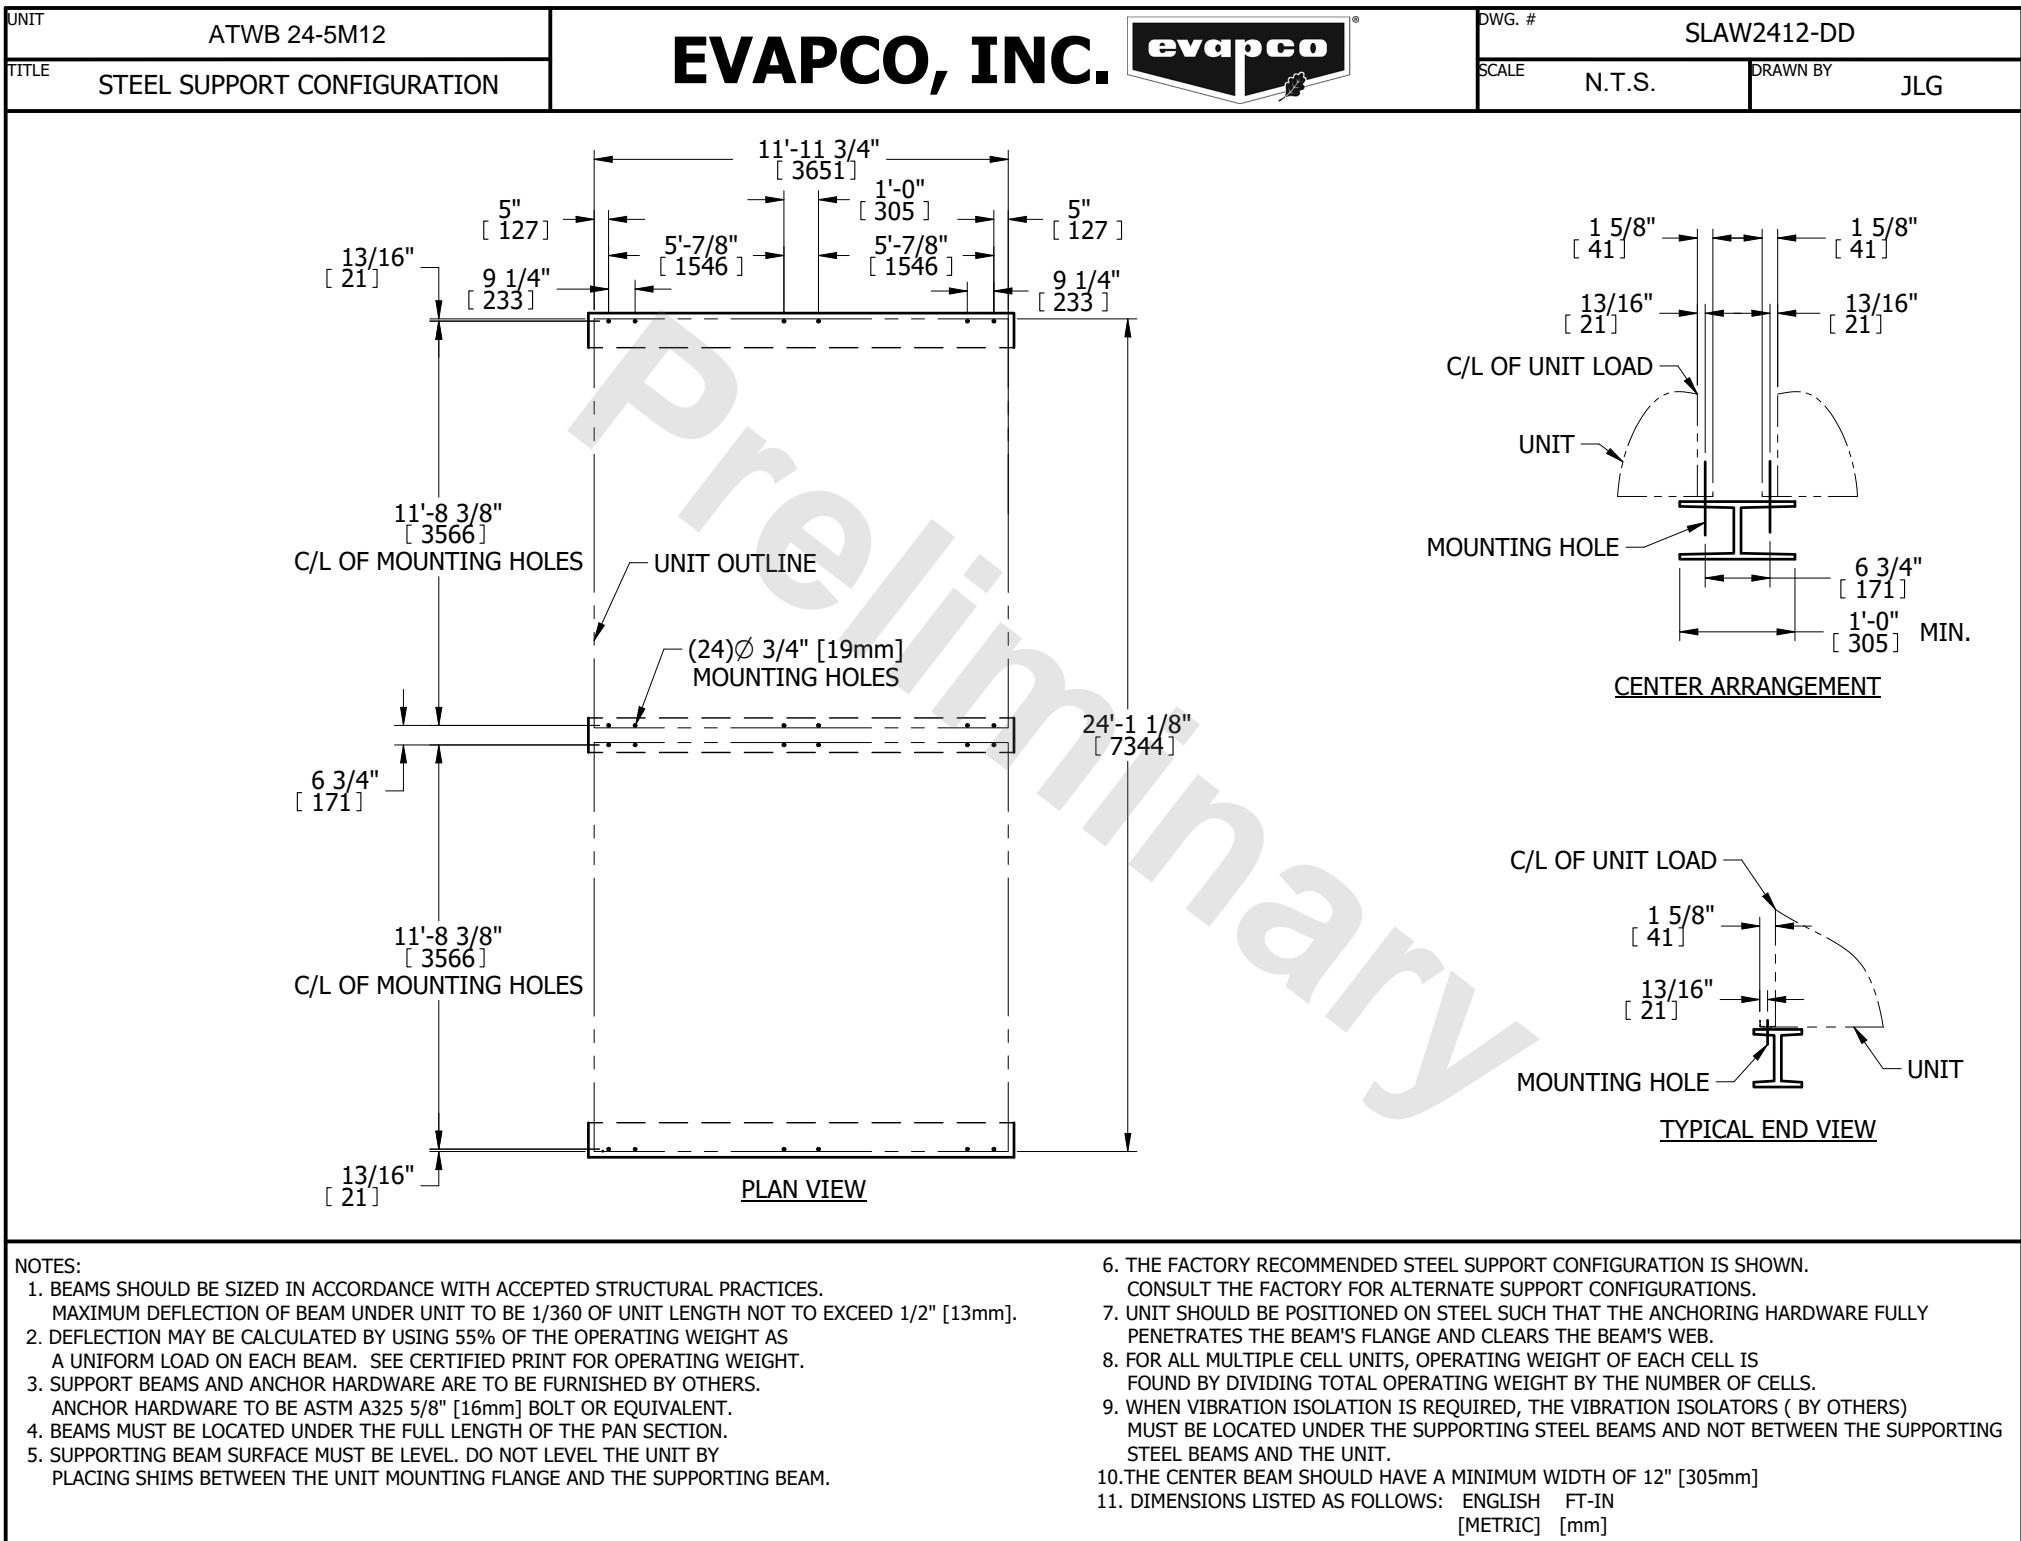 UNIT
ATWB 24-5M12
TITLE
STEEL SUPPORT CONFIGURATION
EVAPCO, INC.
evapco
®
DWG. #
SLAW2412-DD
SCALE
N.T.S.
DRAWN BY
JLG
11'-11 3/4"
[ 3651]
1'-0"
[ 305 ]
5"
[ 127]
5"
[ 127 ]
5'-7/8"
[ 1546 ]
5'-7/8"
[ 1546 ]
13/16"
[ 21]
9 1/4"
[ 233]
9 1/4"
[ 233 ]
11'-8 3/8"
[ 3566]
C/L OF MOUNTING HOLES
UNIT OUTLINE
(24)Ø 3/4" [19mm]
MOUNTING HOLES
24'-1 1/8"
[ 7344]
6 3/4"
[ 171]
11'-8 3/8"
[ 3566]
C/L OF MOUNTING HOLES
13/16"
[ 21]
PLAN VIEW
Preliminary
1 5/8"
[ 41]
1 5/8"
[ 41]
13/16"
[ 21]
13/16"
[ 21]
C/L OF UNIT LOAD
UNIT
MOUNTING HOLE
6 3/4"
[ 171]
1'-0"
[ 305] MIN.
CENTER ARRANGEMENT
C/L OF UNIT LOAD
1 5/8"
[ 41]
13/16"
[ 21]
MOUNTING HOLE
UNIT
TYPICAL END VIEW
NOTES:
1. BEAMS SHOULD BE SIZED IN ACCORDANCE WITH ACCEPTED STRUCTURAL PRACTICES.
MAXIMUM DEFLECTION OF BEAM UNDER UNIT TO BE 1/360 OF UNIT LENGTH NOT TO EXCEED 1/2" [13mm].
2. DEFLECTION MAY BE CALCULATED BY USING 55% OF THE OPERATING WEIGHT AS
A UNIFORM LOAD ON EACH BEAM. SEE CERTIFIED PRINT FOR OPERATING WEIGHT.
3. SUPPORT BEAMS AND ANCHOR HARDWARE ARE TO BE FURNISHED BY OTHERS.
ANCHOR HARDWARE TO BE ASTM A325 5/8" [16mm] BOLT OR EQUIVALENT.
4. BEAMS MUST BE LOCATED UNDER THE FULL LENGTH OF THE PAN SECTION.
5. SUPPORTING BEAM SURFACE MUST BE LEVEL. DO NOT LEVEL THE UNIT BY
PLACING SHIMS BETWEEN THE UNIT MOUNTING FLANGE AND THE SUPPORTING BEAM.
6. THE FACTORY RECOMMENDED STEEL SUPPORT CONFIGURATION IS SHOWN.
CONSULT THE FACTORY FOR ALTERNATE SUPPORT CONFIGURATIONS.
7. UNIT SHOULD BE POSITIONED ON STEEL SUCH THAT THE ANCHORING HARDWARE FULLY
PENETRATES THE BEAM'S FLANGE AND CLEARS THE BEAM'S WEB.
8. FOR ALL MULTIPLE CELL UNITS, OPERATING WEIGHT OF EACH CELL IS
FOUND BY DIVIDING TOTAL OPERATING WEIGHT BY THE NUMBER OF CELLS.
9. WHEN VIBRATION ISOLATION IS REQUIRED, THE VIBRATION ISOLATORS ( BY OTHERS)
MUST BE LOCATED UNDER THE SUPPORTING STEEL BEAMS AND NOT BETWEEN THE SUPPORTING
STEEL BEAMS AND THE UNIT.
10.THE CENTER BEAM SHOULD HAVE A MINIMUM WIDTH OF 12" [305mm]
11. DIMENSIONS LISTED AS FOLLOWS: ENGLISH FT-IN
[METRIC] [mm]